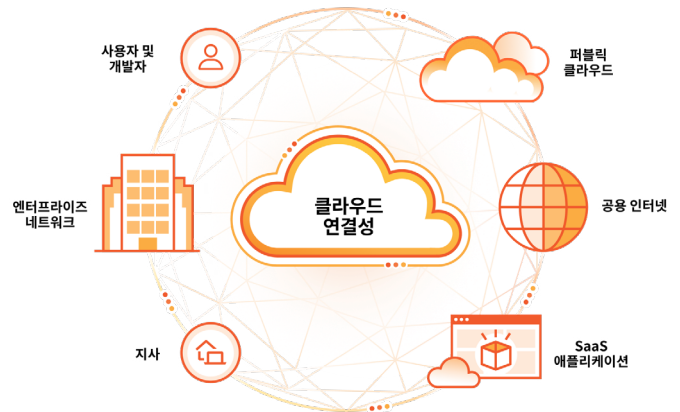 사용자 및
개발자
퍼블릭
클라우드
엔터프라이즈
네트워크
클라우드
연결성
공용 인터넷
지사
SaaS
애플리케이션